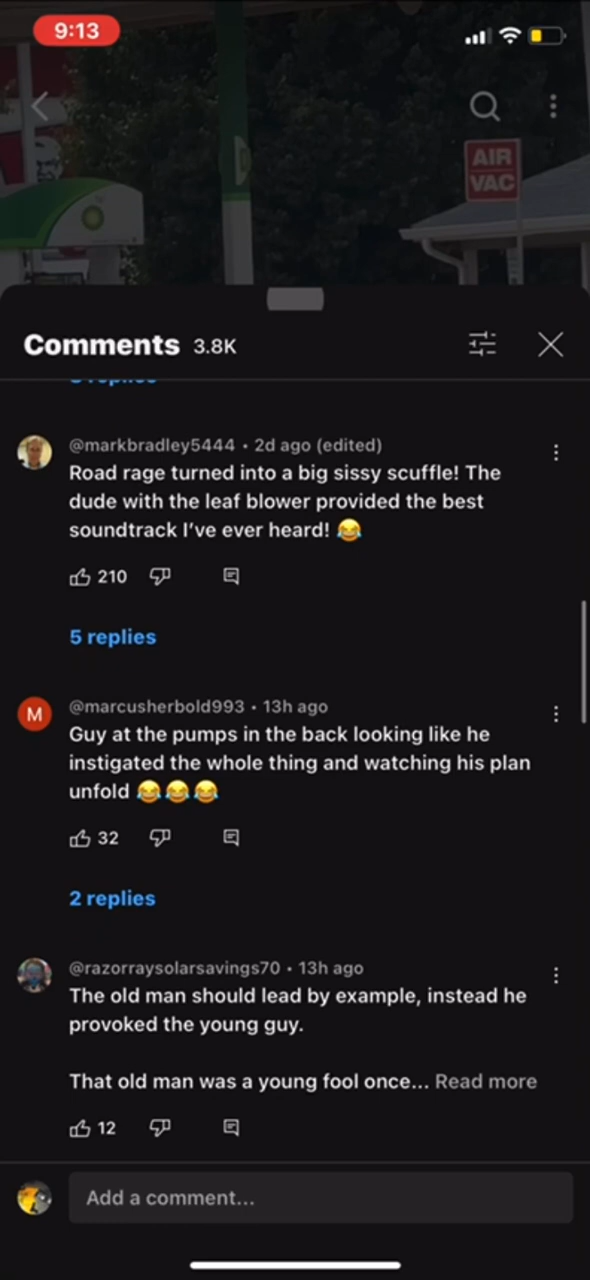 9:13
AIR
VAC
Comments 3.8K
@markbradley5444 • 2d ago (edited)
Road rage turned into a big sissy scuffle! The
dude with the leaf blower provided the best
soundtrack I’ve ever heard! 😂
210
5 replies
M
@marcusherbold993 • 13h ago
Guy at the pumps in the back looking like he
instigated the whole thing and watching his plan
unfold 😂😂😂
32
2 replies
@razorraysolarsavings70 • 13h ago
The old man should lead by example, instead he
provoked the young guy.
That old man was a young fool once... Read more
12
Add a comment...